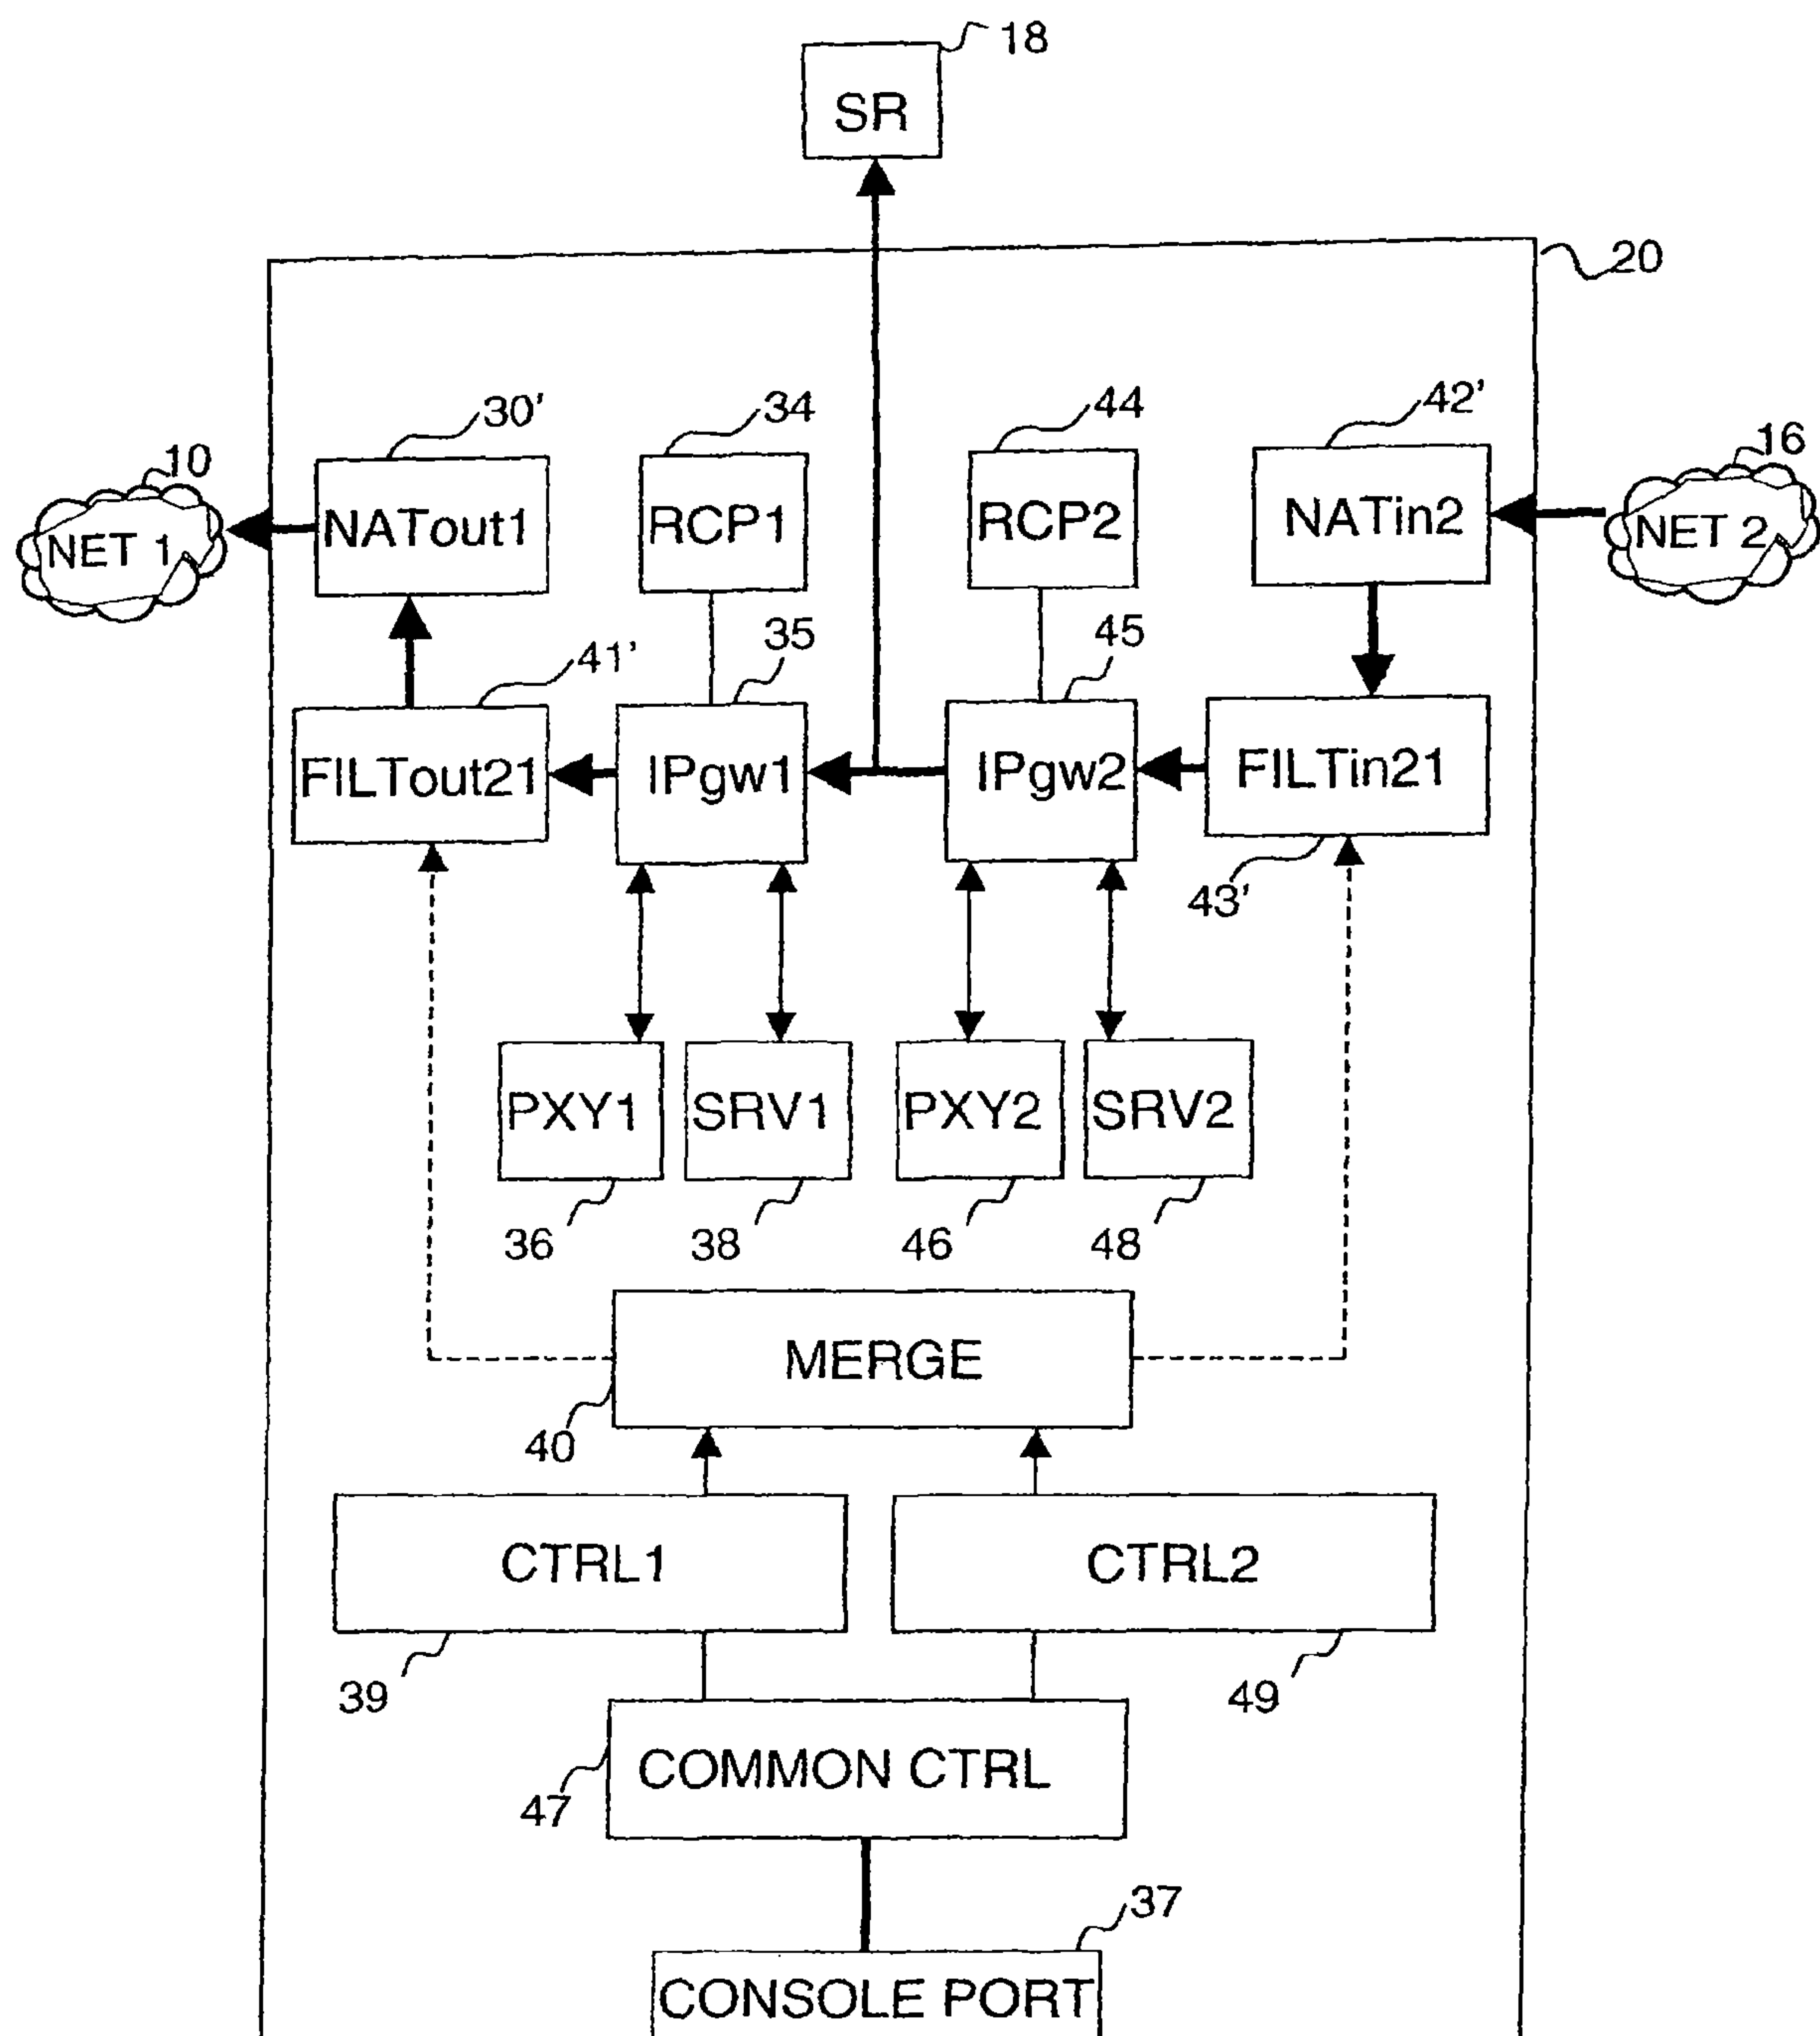 18
SR
20
30'
34
44
42'
10
16
NET 1
NATout1
RCP1
RCP2
NATin2
NET 2
41'
35
45
FILTout21
IPgw1
IPgw2
FILTin21
43'
PXY1
SRV1
PXY2
SRV2
36
38
46
48
MERGE
40
CTRL1
CTRL2
39
49
COMMON CTRL
47
37
CONSOLE PORT